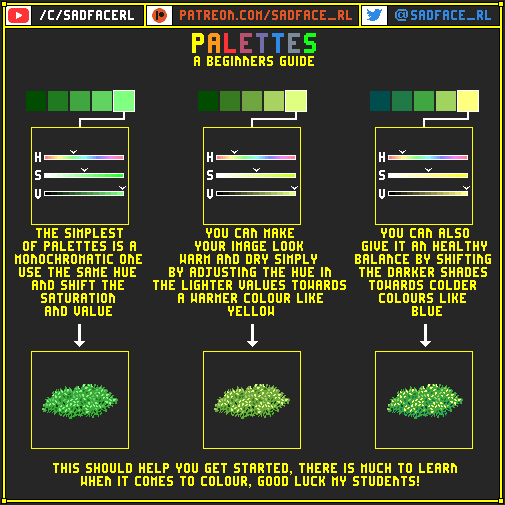 /C/SADFACERL
PATREON.COM/SADFACE_RL
@SADFACE_RL
PALETTES
A BEGINNERS GUIDE
H
S
V
H
S
V
H
S
V
THE SIMPLEST
OF PALETTES IS A
MONOCHROMATIC ONE
USE THE SAME HUE
AND SHIFT THE
SATURATION
AND VALUE
YOU CAN MAKE
YOUR IMAGE LOOK
WARM AND DRY SIMPLY
BY ADJUSTING THE HUE IN
THE LIGHTER VALUES TOWARDS
A WARMER COLOUR LIKE
YELLOW
YOU CAN ALSO
GIVE IT AN HEALTHY
BALANCE BY SHIFTING
THE DARKER SHADES
TOWARDS COLDER
COLOURS LIKE
BLUE
THIS SHOULD HELP YOU GET STARTED, THERE IS MUCH TO LEARN
WHEN IT COMES TO COLOUR, GOOD LUCK MY STUDENTS!